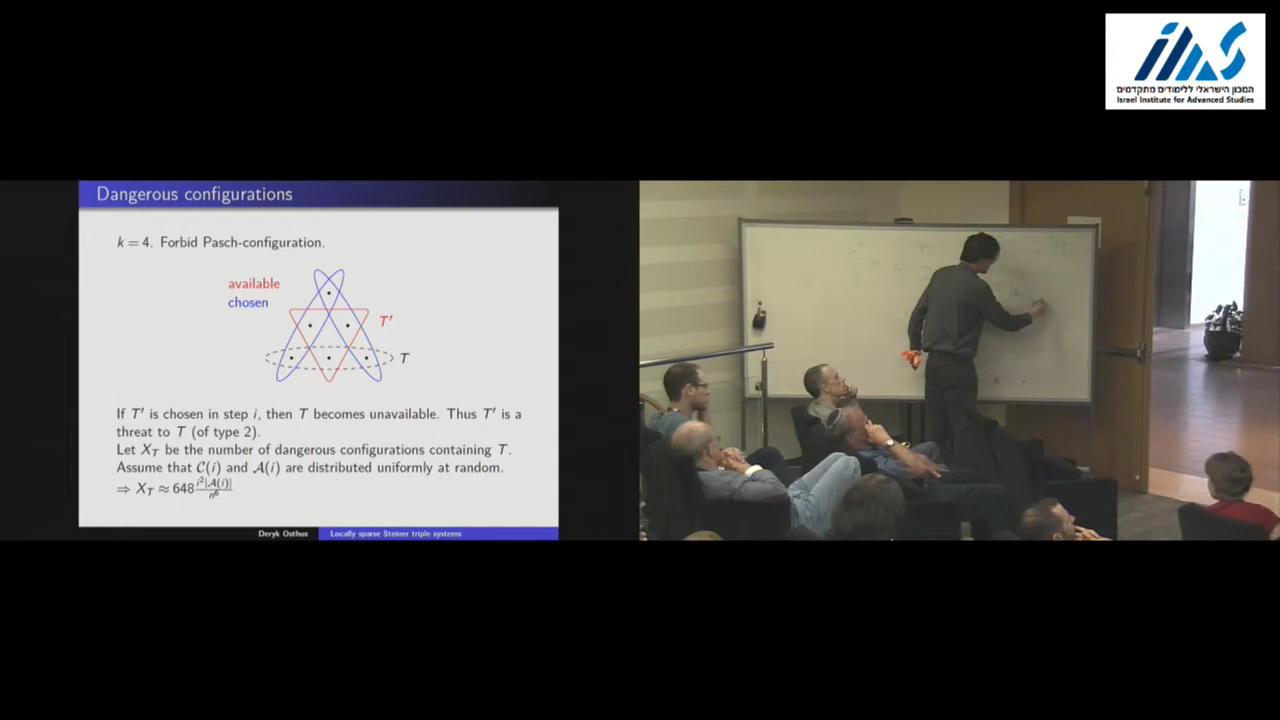 המכון הישראלי ללימודים מתקדמים
Israel Institute for Advanced Studies
Dangerous configurations
k = 4. Forbid Pasch-configuration.
available
chosen
T′
T
If T′ is chosen in step i, then T becomes unavailable. Thus T′ is a
threat to T (of type 2).
Let X_T be the number of dangerous configurations containing T.
Assume that C(i) and A(i) are distributed uniformly at random.
⇒ X_T ≈ 648 i²|A(i)|/n⁶
Deryk Osthus
Locally sparse Steiner triple systems